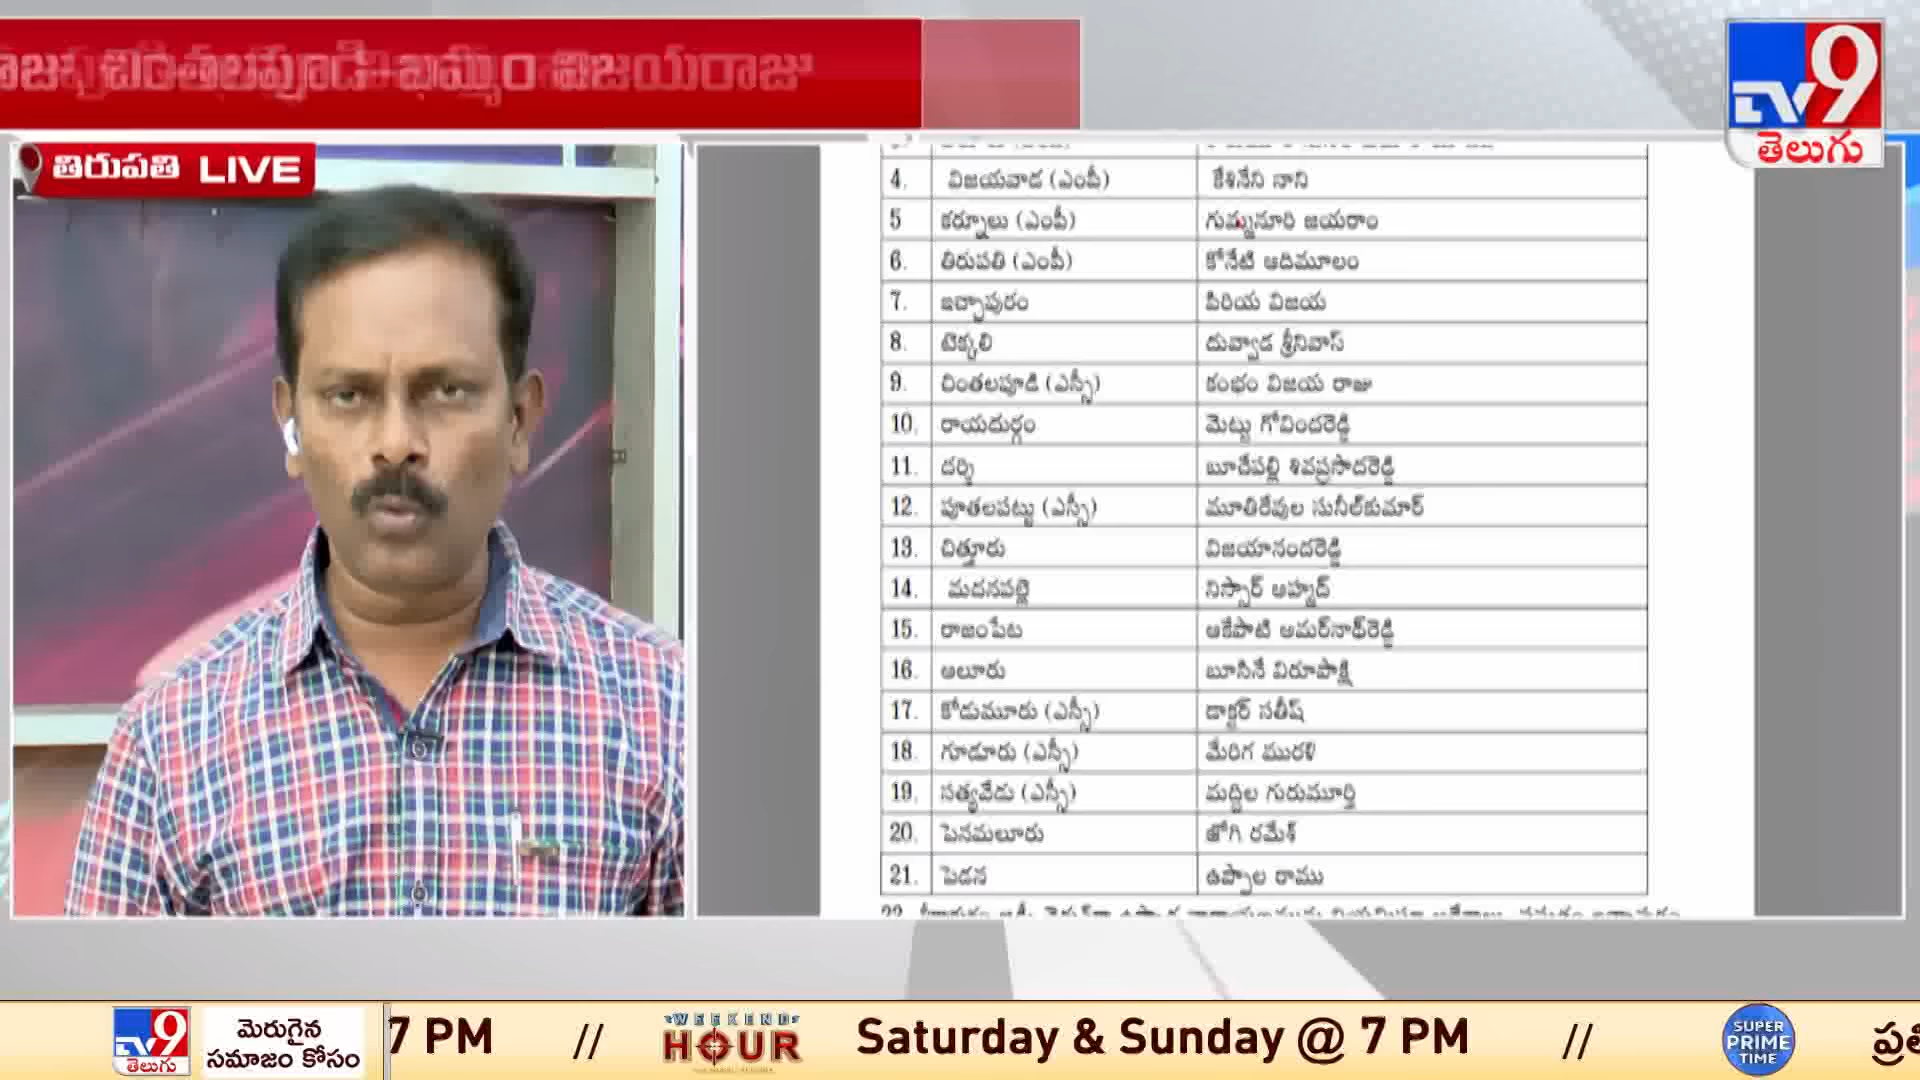 చింతలపూడి-ఖమ్మం విజయరాజు
TV9
తెలుగు
తిరుపతి LIVE
4. విజయవాడ (ఎంపీ) కేశినేని నాని
5 కర్నూలు (ఎంపీ) గుమ్మనూరి జయరాం
6. తిరుపతి (ఎంపీ) కోనేటి ఆదిమూలం
7. ఇచ్ఛాపురం పిరియ విజయ
8. టెక్కలి దువ్వాడ శ్రీనివాస్
9. చింతలపూడి (ఎస్సీ) కంభం విజయ రాజు
10. రాయదుర్గం మెట్టు గోవిందరెడ్డి
11. దర్శి బూచేపల్లి శివప్రసాదరెడ్డి
12. పూతలపట్టు (ఎస్సీ) మూతిరేవుల సునీల్‌కుమార్
13. చిత్తూరు విజయానందరెడ్డి
14. మదనపల్లె నిస్సార్ అహ్మద్
15. రాజంపేట ఆకేపాటి అమర్‌నాథ్‌రెడ్డి
16. ఆలూరు బూసినే విరూపాక్షి
17. కోడుమూరు (ఎస్సీ) డాక్టర్ సతీష్
18. గూడూరు (ఎస్సీ) మేరిగ మురళి
19. సత్యవేడు (ఎస్సీ) మద్దిల గురుమూర్తి
20. పెనమలూరు జోగి రమేశ్
21. పెడన ఉప్పాల రాము
TV9
తెలుగు
మెరుగైన
సమాజం కోసం
7 PM // WEEKEND HOUR Saturday & Sunday @ 7 PM // SUPER PRIME TIME